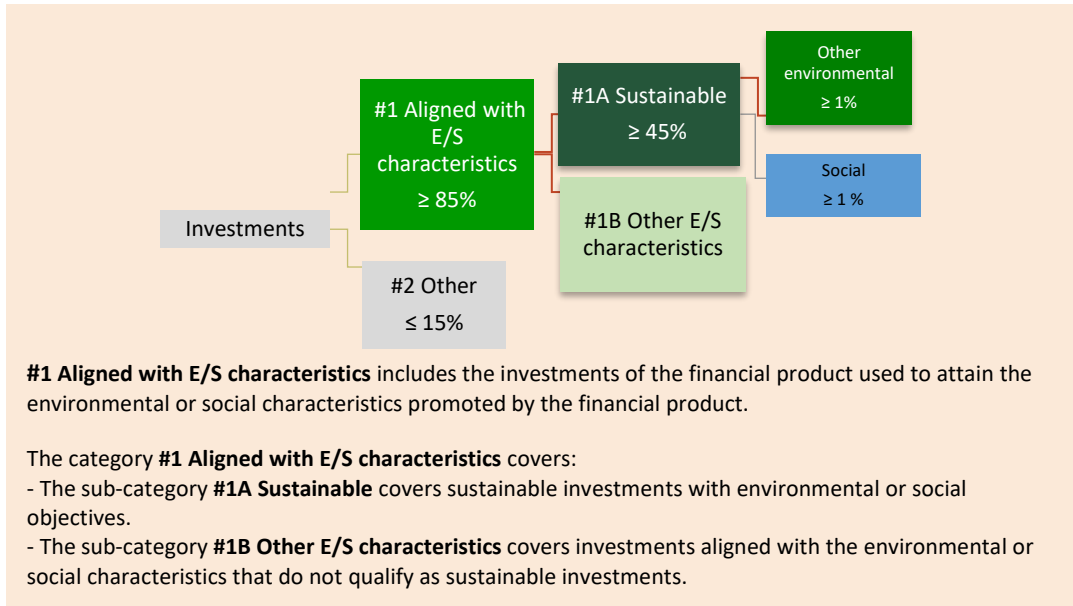 Other
environmental
≥ 1%
#1A Sustainable
≥ 45%
#1 Aligned with
E/S
characteristics
≥ 85%
Social
≥ 1 %
#1B Other E/S
characteristics
Investments
#2 Other
≤ 15%
#1 Aligned with E/S characteristics includes the investments of the financial product used to attain the
environmental or social characteristics promoted by the financial product.
The category #1 Aligned with E/S characteristics covers:
- The sub-category #1A Sustainable covers sustainable investments with environmental or social
objectives.
- The sub-category #1B Other E/S characteristics covers investments aligned with the environmental or
social characteristics that do not qualify as sustainable investments.